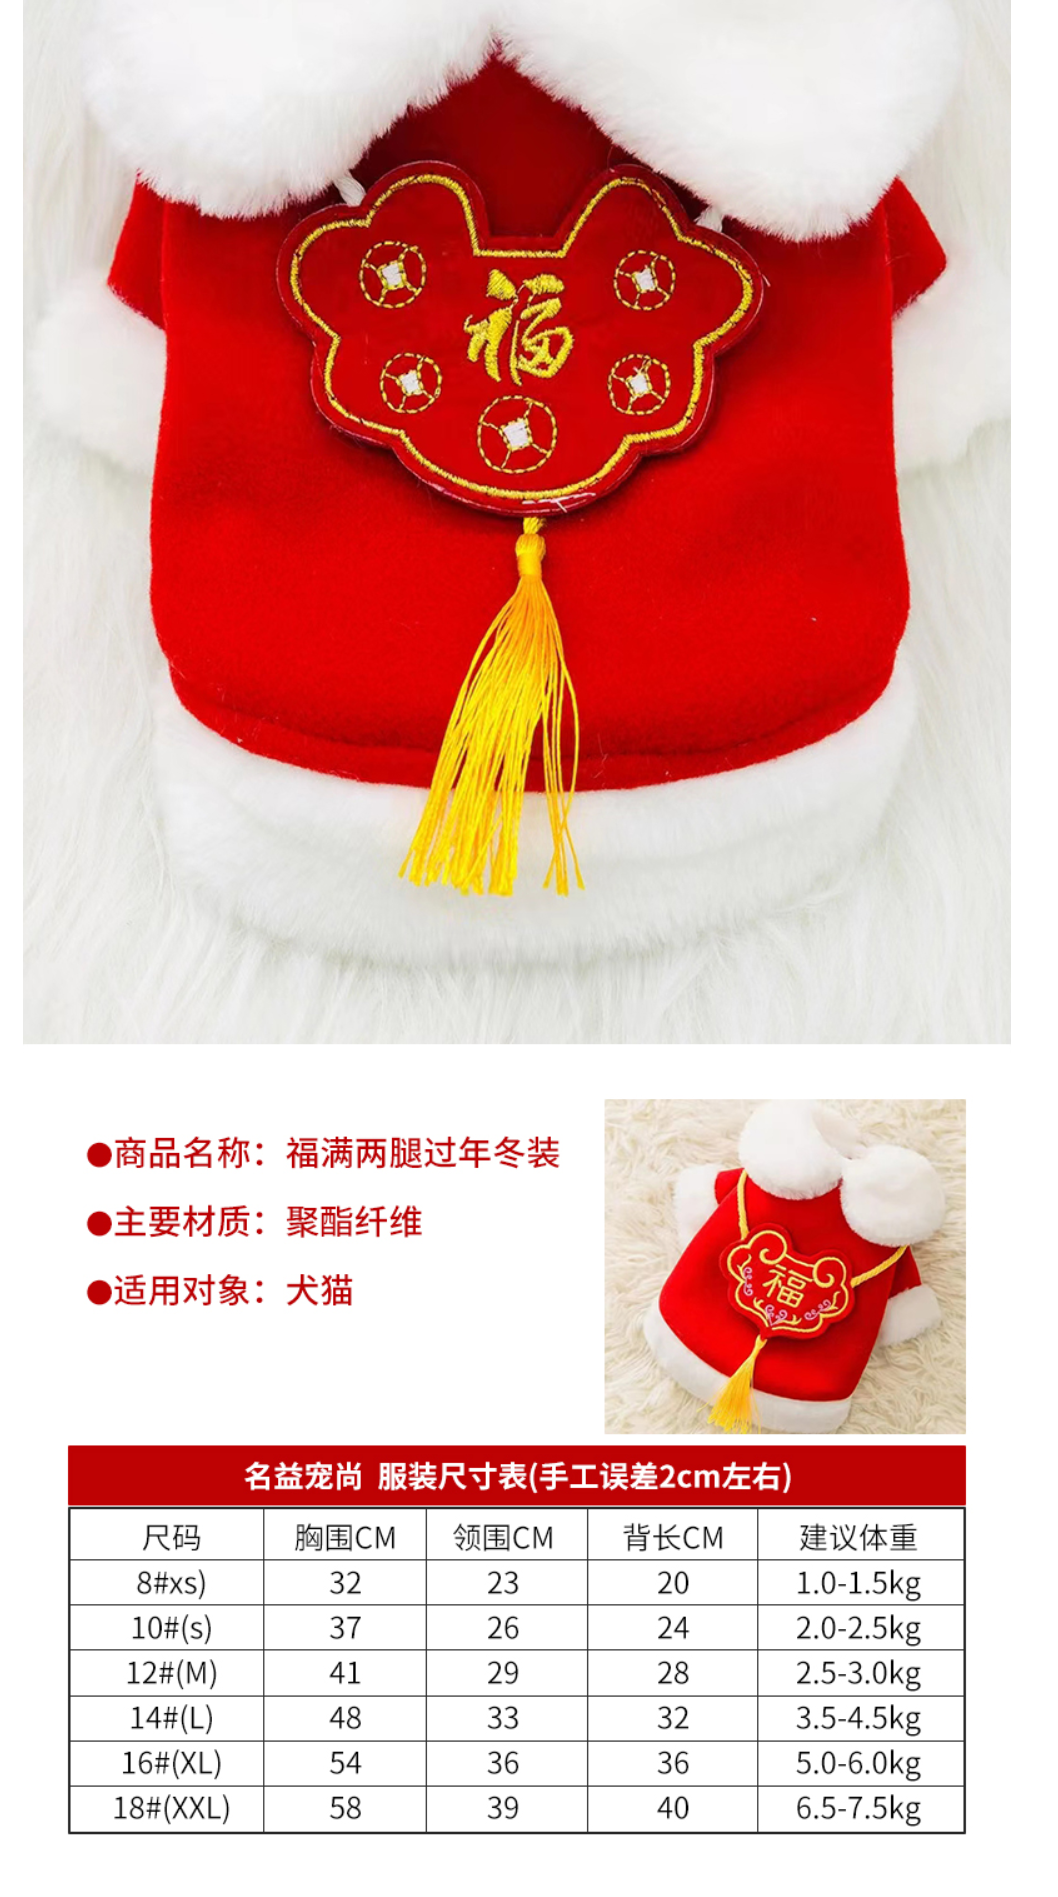 福
●商品名称：福满两腿过年冬装
●主要材质：聚酯纤维
●适用对象：犬猫
福
名益宠尚 服装尺寸表(手工误差2cm左右)
尺码 胸围CM 领围CM 背长CM 建议体重
8#xs) 32 23 20 1.0-1.5kg
10#(s) 37 26 24 2.0-2.5kg
12#(M) 41 29 28 2.5-3.0kg
14#(L) 48 33 32 3.5-4.5kg
16#(XL) 54 36 36 5.0-6.0kg
18#(XXL) 58 39 40 6.5-7.5kg